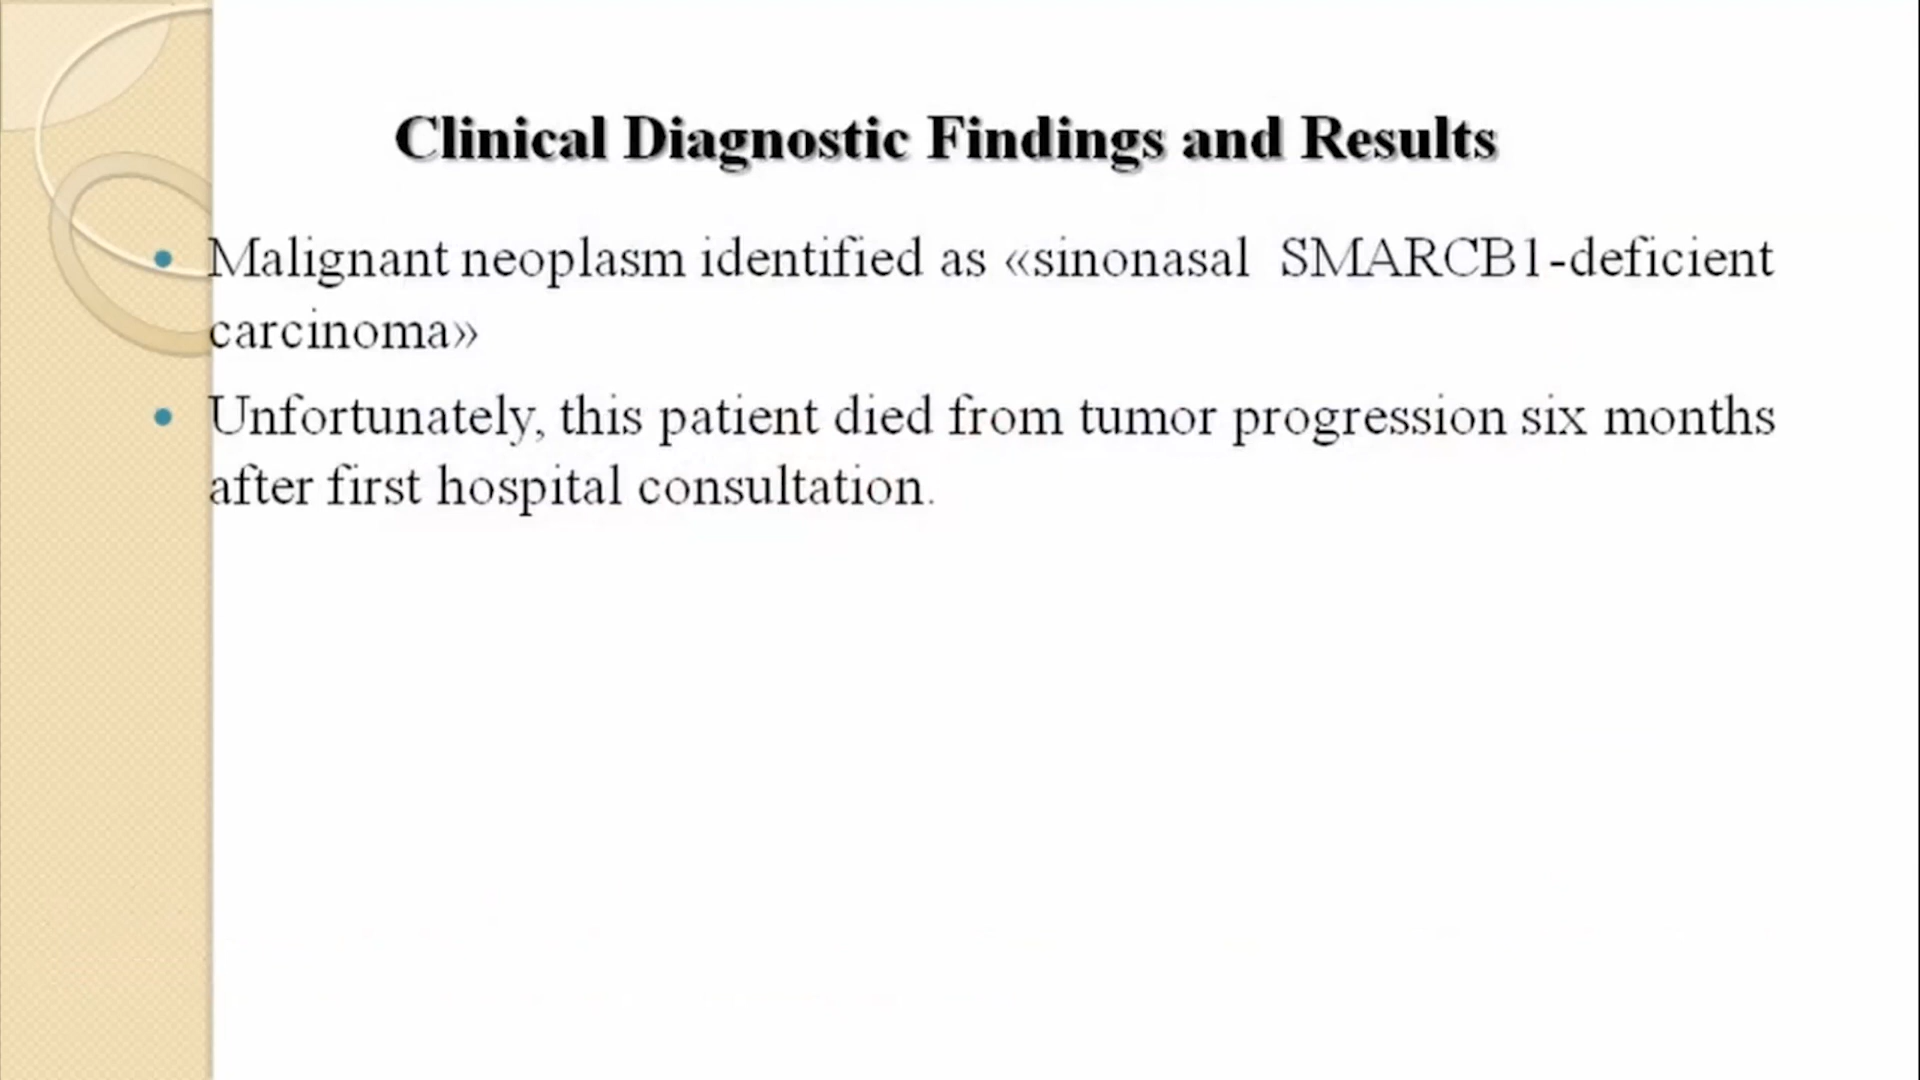 Clinical Diagnostic Findings and Results
Malignant neoplasm identified as «sinonasal SMARCB1-deficient
carcinoma»
Unfortunately, this patient died from tumor progression six months
after first hospital consultation.